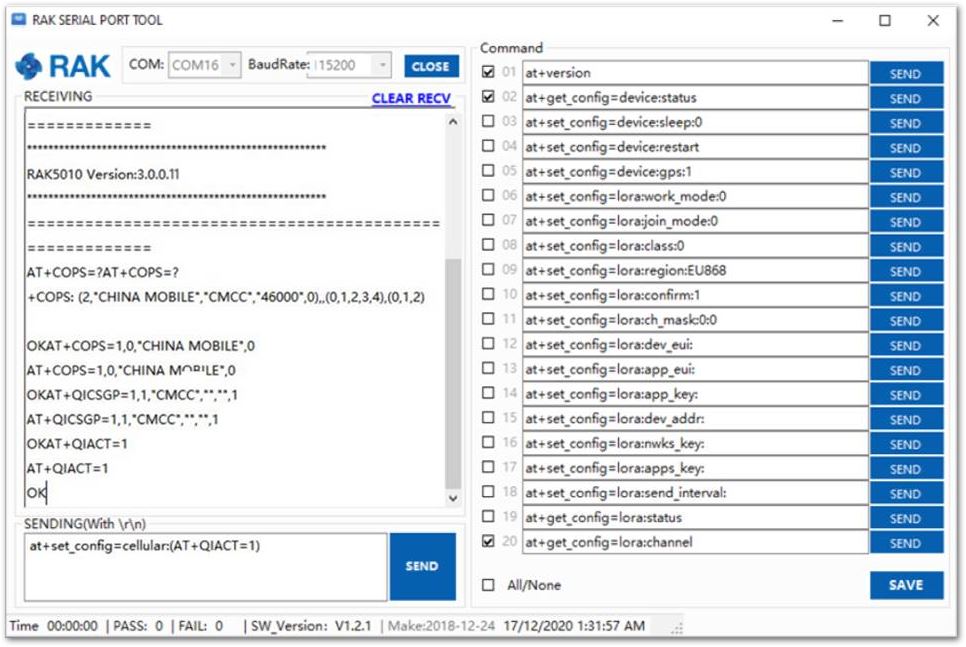 RAK SERIAL PORT TOOL
RAK
COM: COM16 BaudRate: 115200 CLOSE
RECEIVING CLEAR RECV
=============
********************************************************
RAK5010 Version:3.0.0.11
********************************************************
===========================================
=============
AT+COPS=?AT+COPS=?
+COPS: (2,"CHINA MOBILE","CMCC","46000",0),,(0,1,2,3,4),(0,1,2)
OKAT+COPS=1,0,"CHINA MOBILE",0
AT+COPS=1,0,"CHINA MOBILE",0
OKAT+QICSGP=1,1,"CMCC","","",1
AT+QICSGP=1,1,"CMCC","","",1
OKAT+QIACT=1
AT+QIACT=1
OK
SENDING(With \r\n)
at+set_config=cellular:(AT+QIACT=1)
SEND
Command
01 at+version SEND
02 at+get_config=device:status SEND
03 at+set_config=device:sleep:0 SEND
04 at+set_config=device:restart SEND
05 at+set_config=device:gps:1 SEND
06 at+set_config=lora:work_mode:0 SEND
07 at+set_config=lora:join_mode:0 SEND
08 at+set_config=lora:class:0 SEND
09 at+set_config=lora:region:EU868 SEND
10 at+set_config=lora:confirm:1 SEND
11 at+set_config=lora:ch_mask:0:0 SEND
12 at+set_config=lora:dev_eui: SEND
13 at+set_config=lora:app_eui: SEND
14 at+set_config=lora:app_key: SEND
15 at+set_config=lora:dev_addr: SEND
16 at+set_config=lora:nwks_key: SEND
17 at+set_config=lora:apps_key: SEND
18 at+set_config=lora:send_interval: SEND
19 at+get_config=lora:status SEND
20 at+get_config=lora:channel SEND
All/None SAVE
Time 00:00:00 | PASS: 0 | FAIL: 0 | SW_Version: V1.2.1 | Make:2018-12-24 17/12/2020 1:31:57 AM